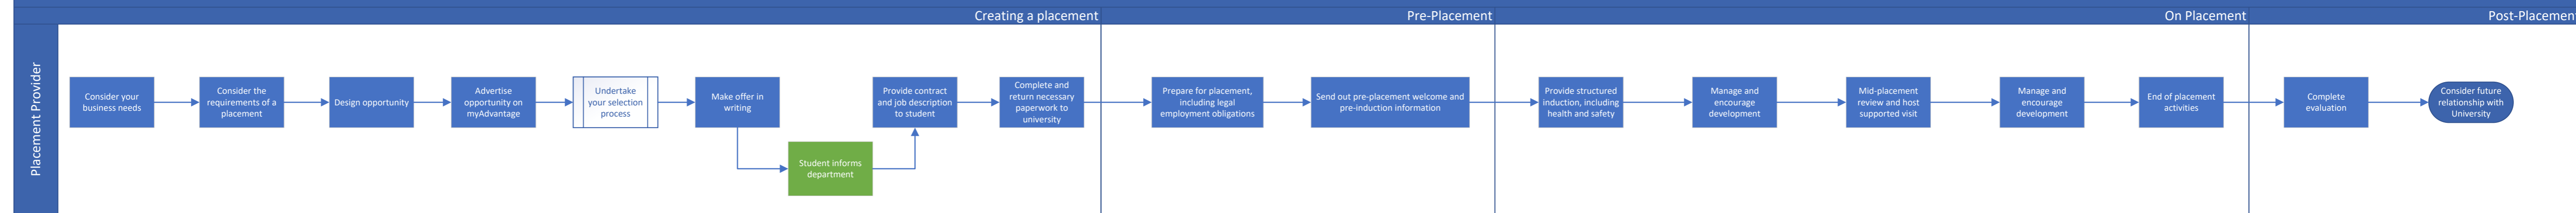 Creating a placement
Pre-Placement
On Placement
Post-Placement
Placement Provider
Consider your
business needs
Consider the
requirements of a
placement
Design opportunity
Advertise
opportunity on
myAdvantage
Undertake
your selection
process
Make offer in
writing
Student informs
department
Provide contract
and job description
to student
Complete and
return necessary
paperwork to
university
Prepare for placement,
including legal
employment obligations
Send out pre-placement welcome and
pre-induction information
Provide structured
induction, including
health and safety
Manage and
encourage
development
Mid-placement
review and host
supported visit
Manage and
encourage
development
End of placement
activities
Complete
evaluation
Consider future
relationship with
University